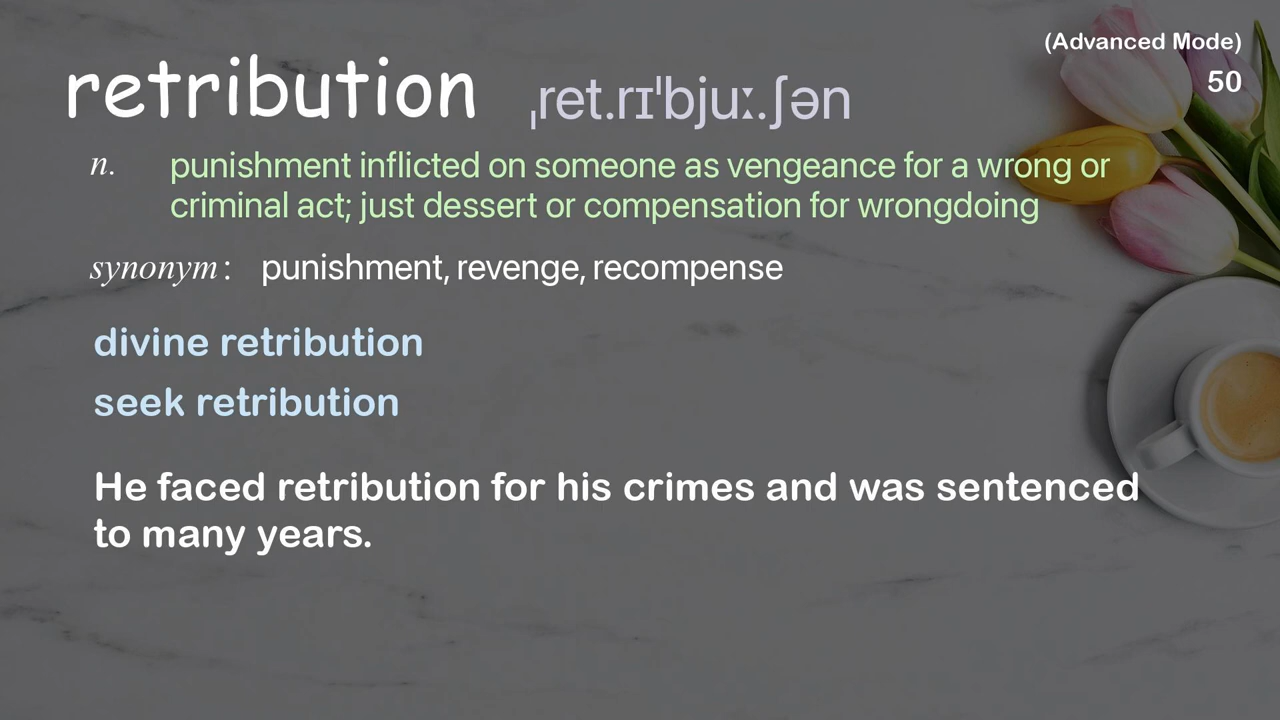 (Advanced Mode)
50
retribution ˌret.rɪˈbjuː.ʃən
n. punishment inflicted on someone as vengeance for a wrong or
criminal act; just dessert or compensation for wrongdoing
synonym: punishment, revenge, recompense
divine retribution
seek retribution
He faced retribution for his crimes and was sentenced
to many years.